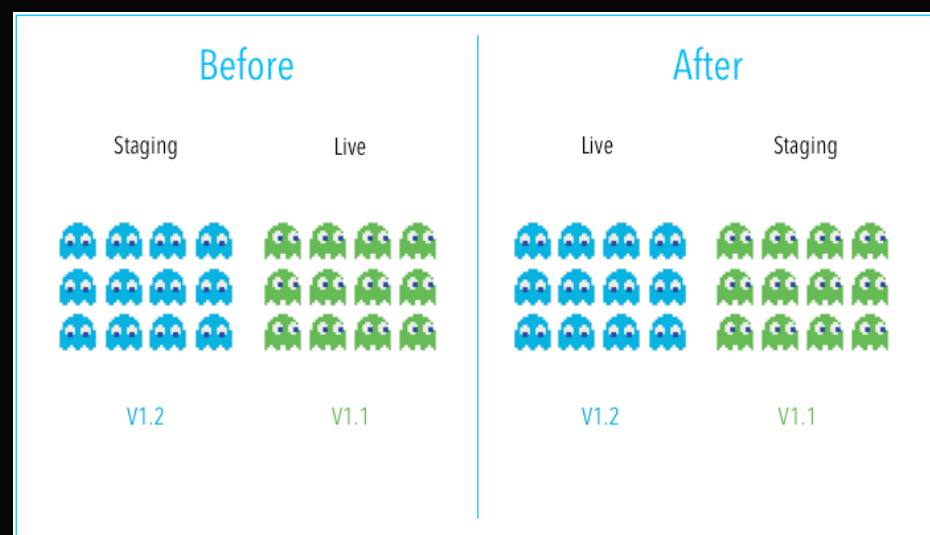 Before
After
Staging
Live
Live
Staging
V1.2
V1.1
V1.2
V1.1